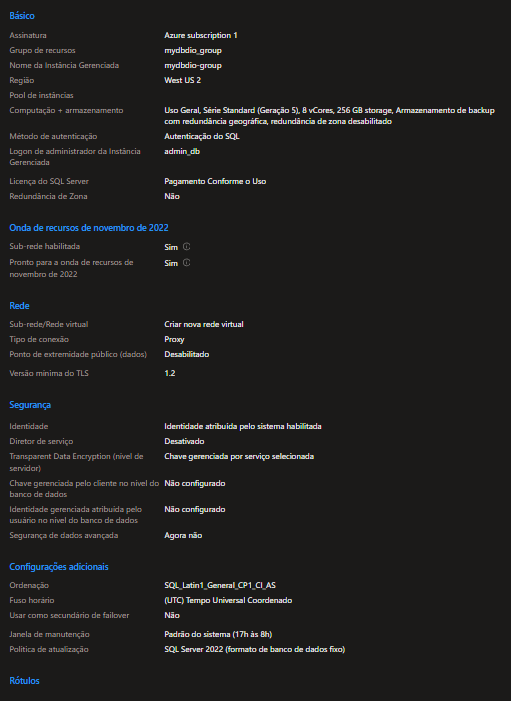 Básico
Assinatura Azure subscription 1
Grupo de recursos mydbdio_group
Nome da Instância Gerenciada mydbdio-group
Região West US 2
Pool de instâncias
Computação + armazenamento Uso Geral, Série Standard (Geração 5), 8 vCores, 256 GB storage, Armazenamento de backup
com redundância geográfica, redundância de zona desabilitado
Método de autenticação Autenticação do SQL
Logon de administrador da Instância admin_db
Gerenciada
Licença do SQL Server Pagamento Conforme o Uso
Redundância de Zona Não
Onda de recursos de novembro de 2022
Sub-rede habilitada Sim
Pronto para a onda de recursos de Sim
novembro de 2022
Rede
Sub-rede/Rede virtual Criar nova rede virtual
Tipo de conexão Proxy
Ponto de extremidade público (dados) Desabilitado
Versão mínima do TLS 1.2
Segurança
Identidade Identidade atribuída pelo sistema habilitada
Diretor de serviço Desativado
Transparent Data Encryption (nível de Chave gerenciada por serviço selecionada
servidor)
Chave gerenciada pelo cliente no nível do Não configurado
banco de dados
Identidade gerenciada atribuída pelo Não configurado
usuário no nível do banco de dados
Segurança de dados avançada Agora não
Configurações adicionais
Ordenação SQL_Latin1_General_CP1_CI_AS
Fuso horário (UTC) Tempo Universal Coordenado
Usar como secundário de failover Não
Janela de manutenção Padrão do sistema (17h às 8h)
Política de atualização SQL Server 2022 (formato de banco de dados fixo)
Rótulos